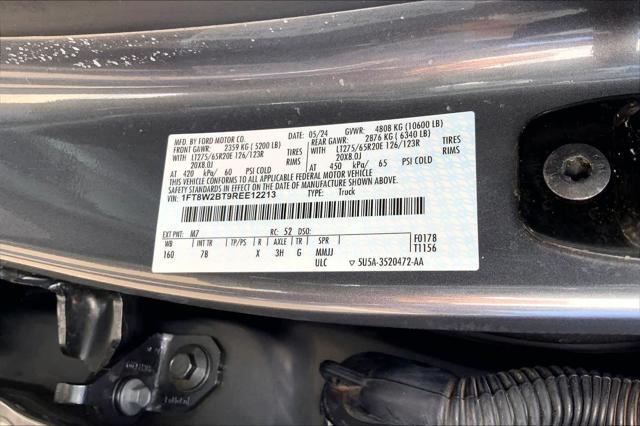 MFD. BY FORD MOTOR CO. DATE: 05/24 GVWR: 4808 KG (10600 LB)
FRONT GAWR: 2359 KG ( 5200 LB) REAR GAWR: 2876 KG ( 6340 LB)
WITH LT275/65R20E 126/123R TIRES WITH LT275/65R20E 126/123R TIRES
20X8.0J RIMS 20X8.0J RIMS
AT 420 kPa/ 60 PSI COLD AT 450 kPa/ 65 PSI COLD
THIS VEHICLE CONFORMS TO ALL APPLICABLE FEDERAL MOTOR VEHICLE
SAFETY STANDARDS IN EFFECT ON THE DATE OF MANUFACTURE SHOWN ABOVE.
VIN: 1FT8W2BT9REE12213 TYPE: Truck
EXT PNT: M7 RC: 52 DSO: F0178
WB INT TR TP/PS R AXLE TR SPR T1156
160 7B X 3H G MMJJ
ULC ▽ 5U5A-3520472-AA